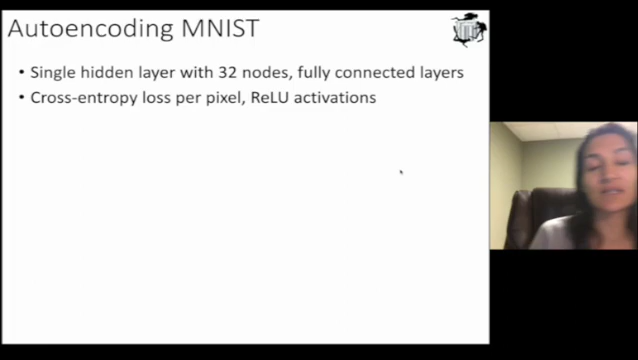 Autoencoding MNIST
• Single hidden layer with 32 nodes, fully connected layers
• Cross-entropy loss per pixel, ReLU activations